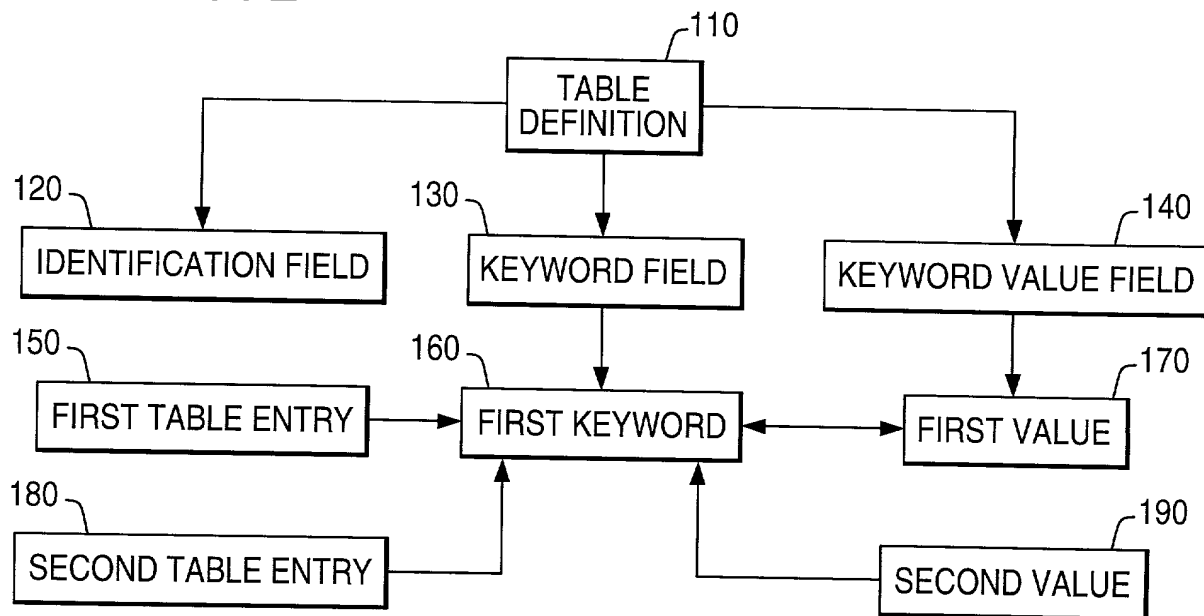 110
TABLE
DEFINITION
120
IDENTIFICATION FIELD
130
KEYWORD FIELD
140
KEYWORD VALUE FIELD
150
FIRST TABLE ENTRY
160
FIRST KEYWORD
170
FIRST VALUE
180
SECOND TABLE ENTRY
190
SECOND VALUE